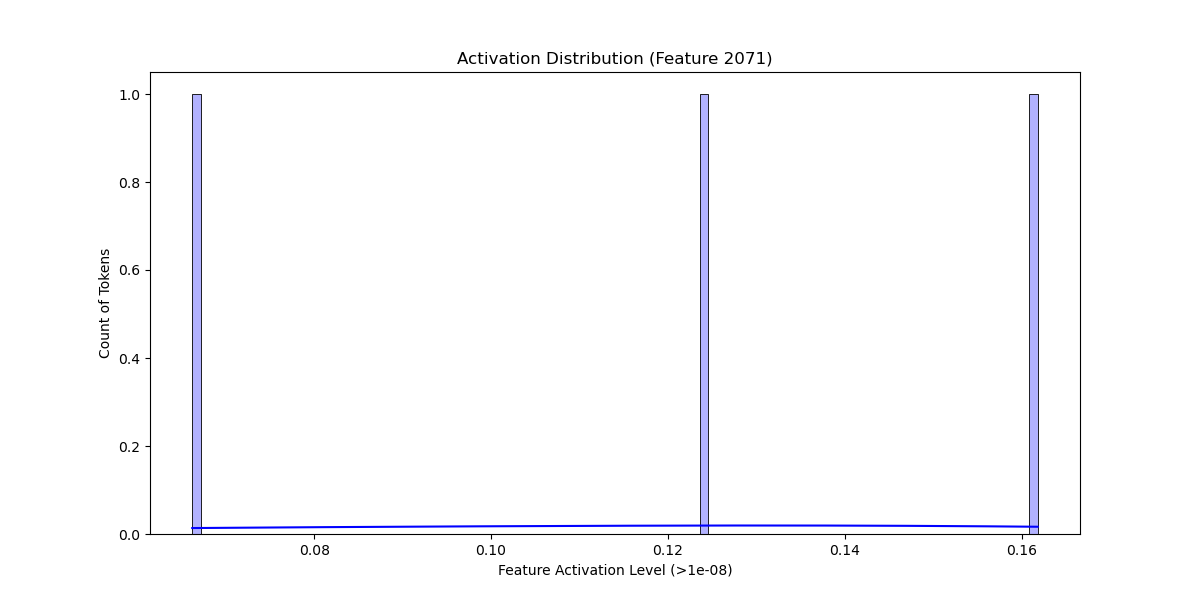 Activation Distribution (Feature 2071)
Count of Tokens
1.0
0.8
0.6
0.4
0.2
0.0
0.08 0.10 0.12 0.14 0.16
Feature Activation Level (>1e-08)